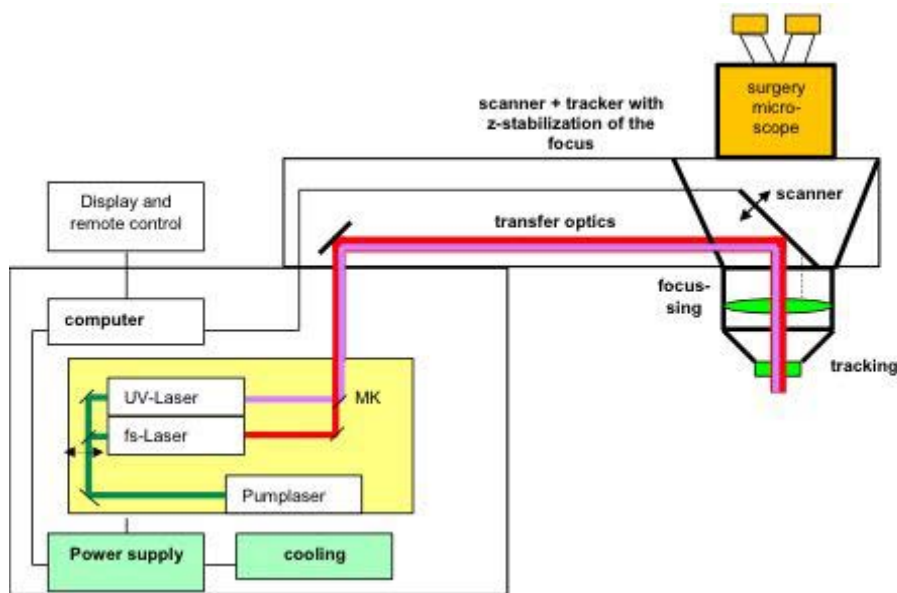 surgery
micro-
scope
scanner + tracker with
z-stabilization of the
focus
scanner
Display and
remote control
transfer optics
focus-
sing
computer
tracking
UV-Laser
MK
fs-Laser
Pumplaser
Power supply
cooling